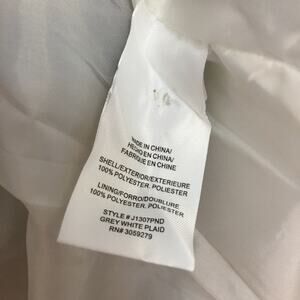 MADE IN CHINA/
HECHO EN CHINA/
FABRIQUE EN CHINE
SHELL/EXTERIOR/EXTERIEURE
100% POLYESTER. POLIESTER
LINING/FORRO/DOUBLURE
100% POLYESTER. POLIESTER
STYLE # J1307PND
GREY WHITE PLAID
RN# 3059279